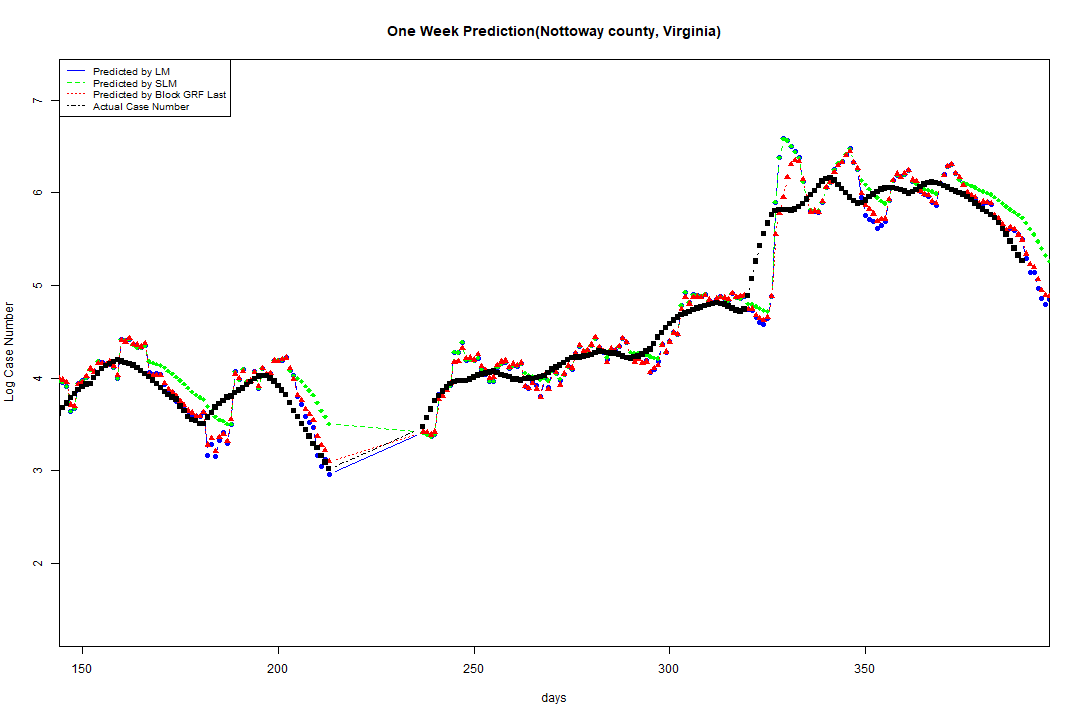 One Week Prediction(Nottoway county, Virginia)
Predicted by LM
Predicted by SLM
Predicted by Block GRF Last
Actual Case Number
Log Case Number
7
6
5
4
3
2
150 200 250 300 350
days